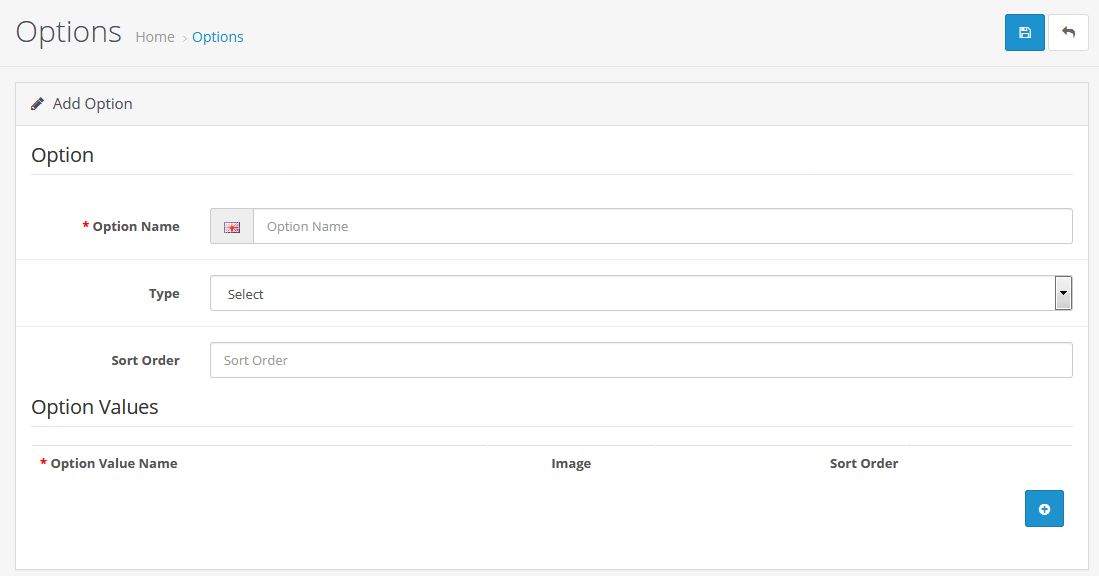 Options Home › Options
Add Option
Option
* Option Name Option Name
Type Select
Sort Order Sort Order
Option Values
* Option Value Name Image Sort Order